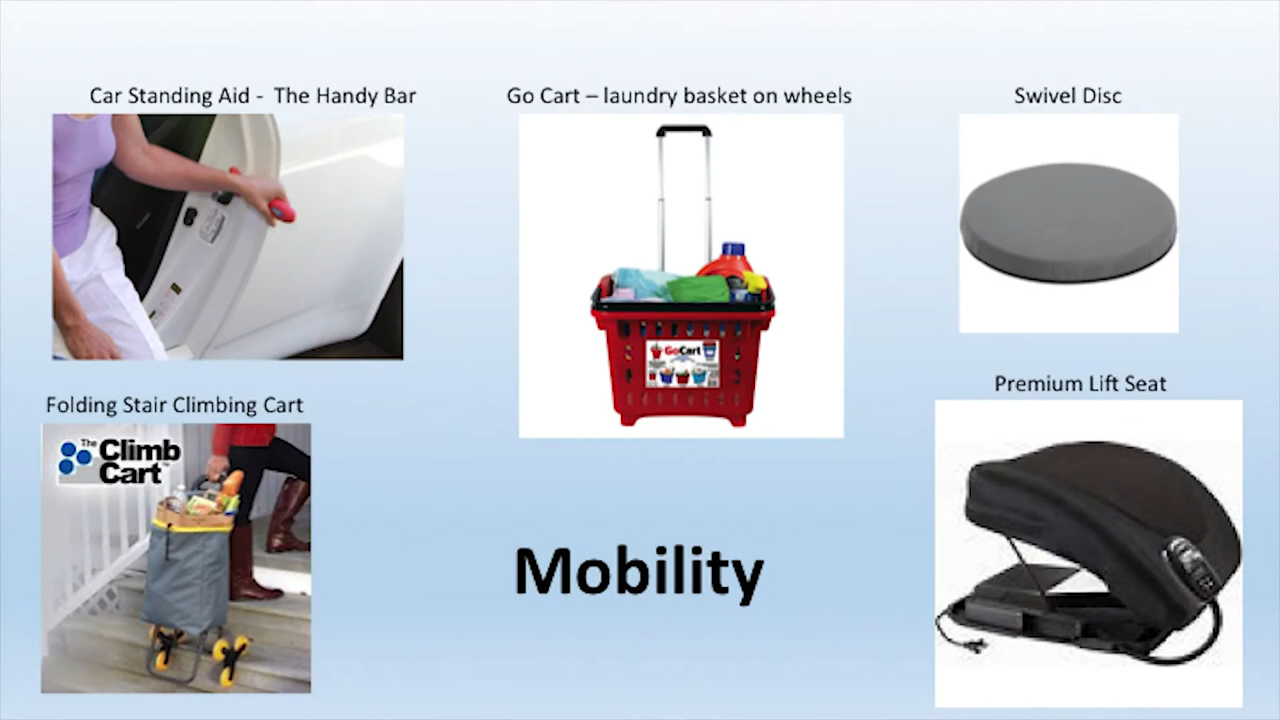 Car Standing Aid -  The Handy Bar
Go Cart – laundry basket on wheels
Swivel Disc
Folding Stair Climbing Cart
Premium Lift Seat
The Climb
Cart™
GoCart
Mobility